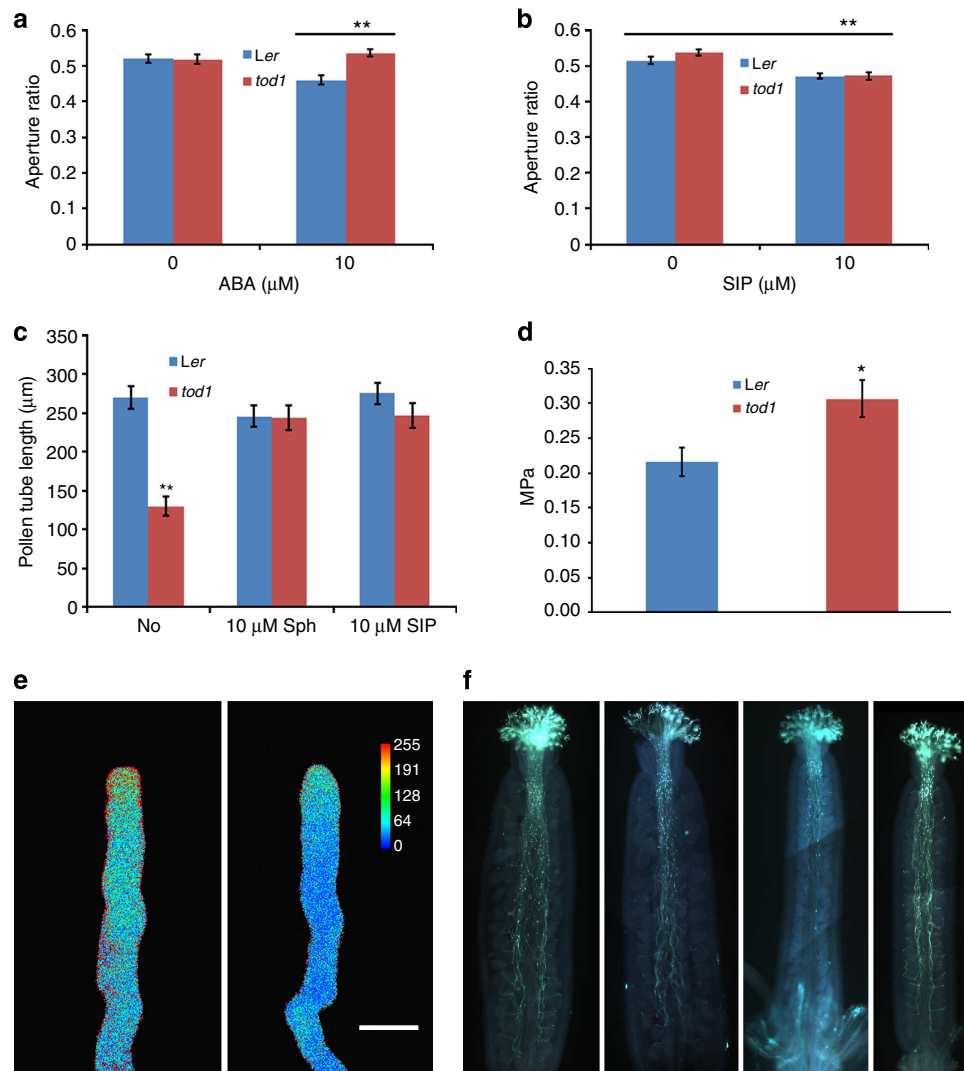 a
0.6
0.5
0.4
0.3
0.2
0.1
0
Aperture ratio
Ler
tod1
**
0
10
ABA (μM)
b
0.6
0.5
0.4
0.3
0.2
0.1
0
Aperture ratio
Ler
tod1
**
0
10
SIP (μM)
c
350
300
250
200
150
100
50
0
Pollen tube length (μm)
Ler
tod1
**
No
10 μM Sph
10 μM SIP
d
0.35
0.30
0.25
0.20
0.15
0.10
0.05
0.00
MPa
Ler
tod1
*
e
255
191
128
64
0
f